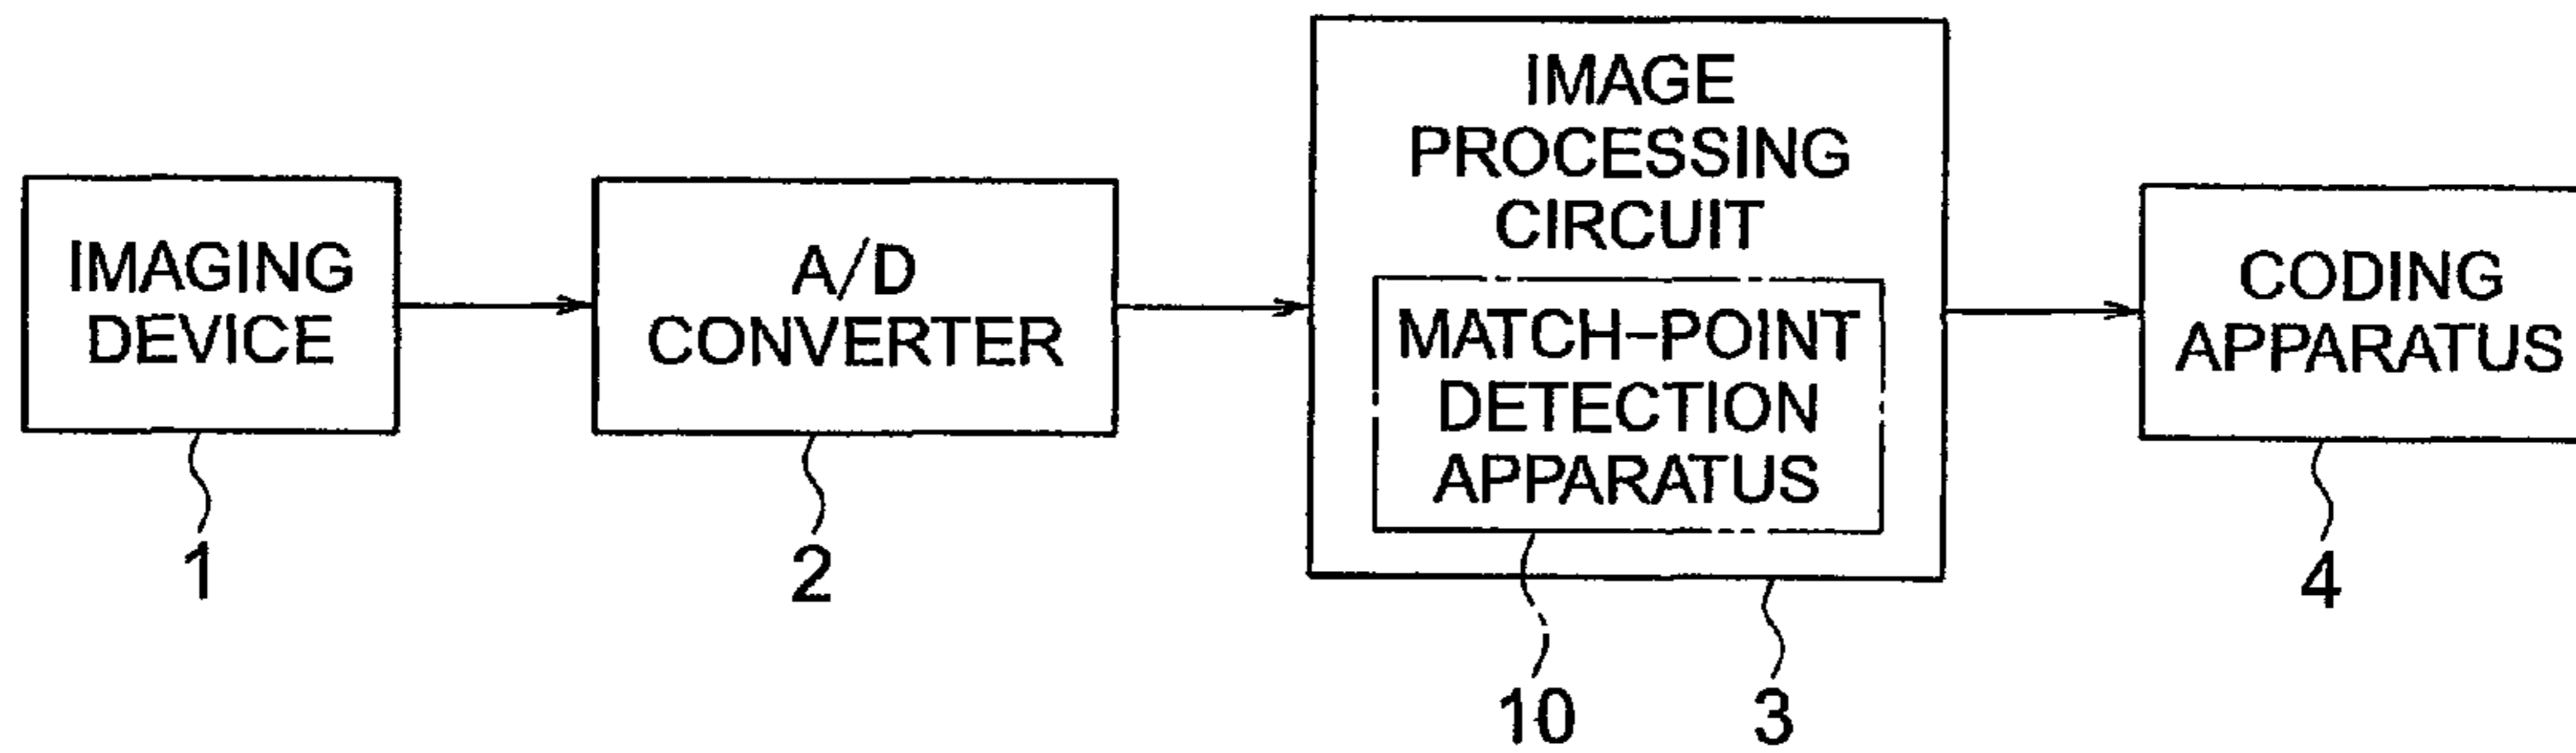 IMAGING
DEVICE
1
A/D
CONVERTER
2
IMAGE
PROCESSING
CIRCUIT
MATCH-POINT
DETECTION
APPARATUS
10
3
CODING
APPARATUS
4